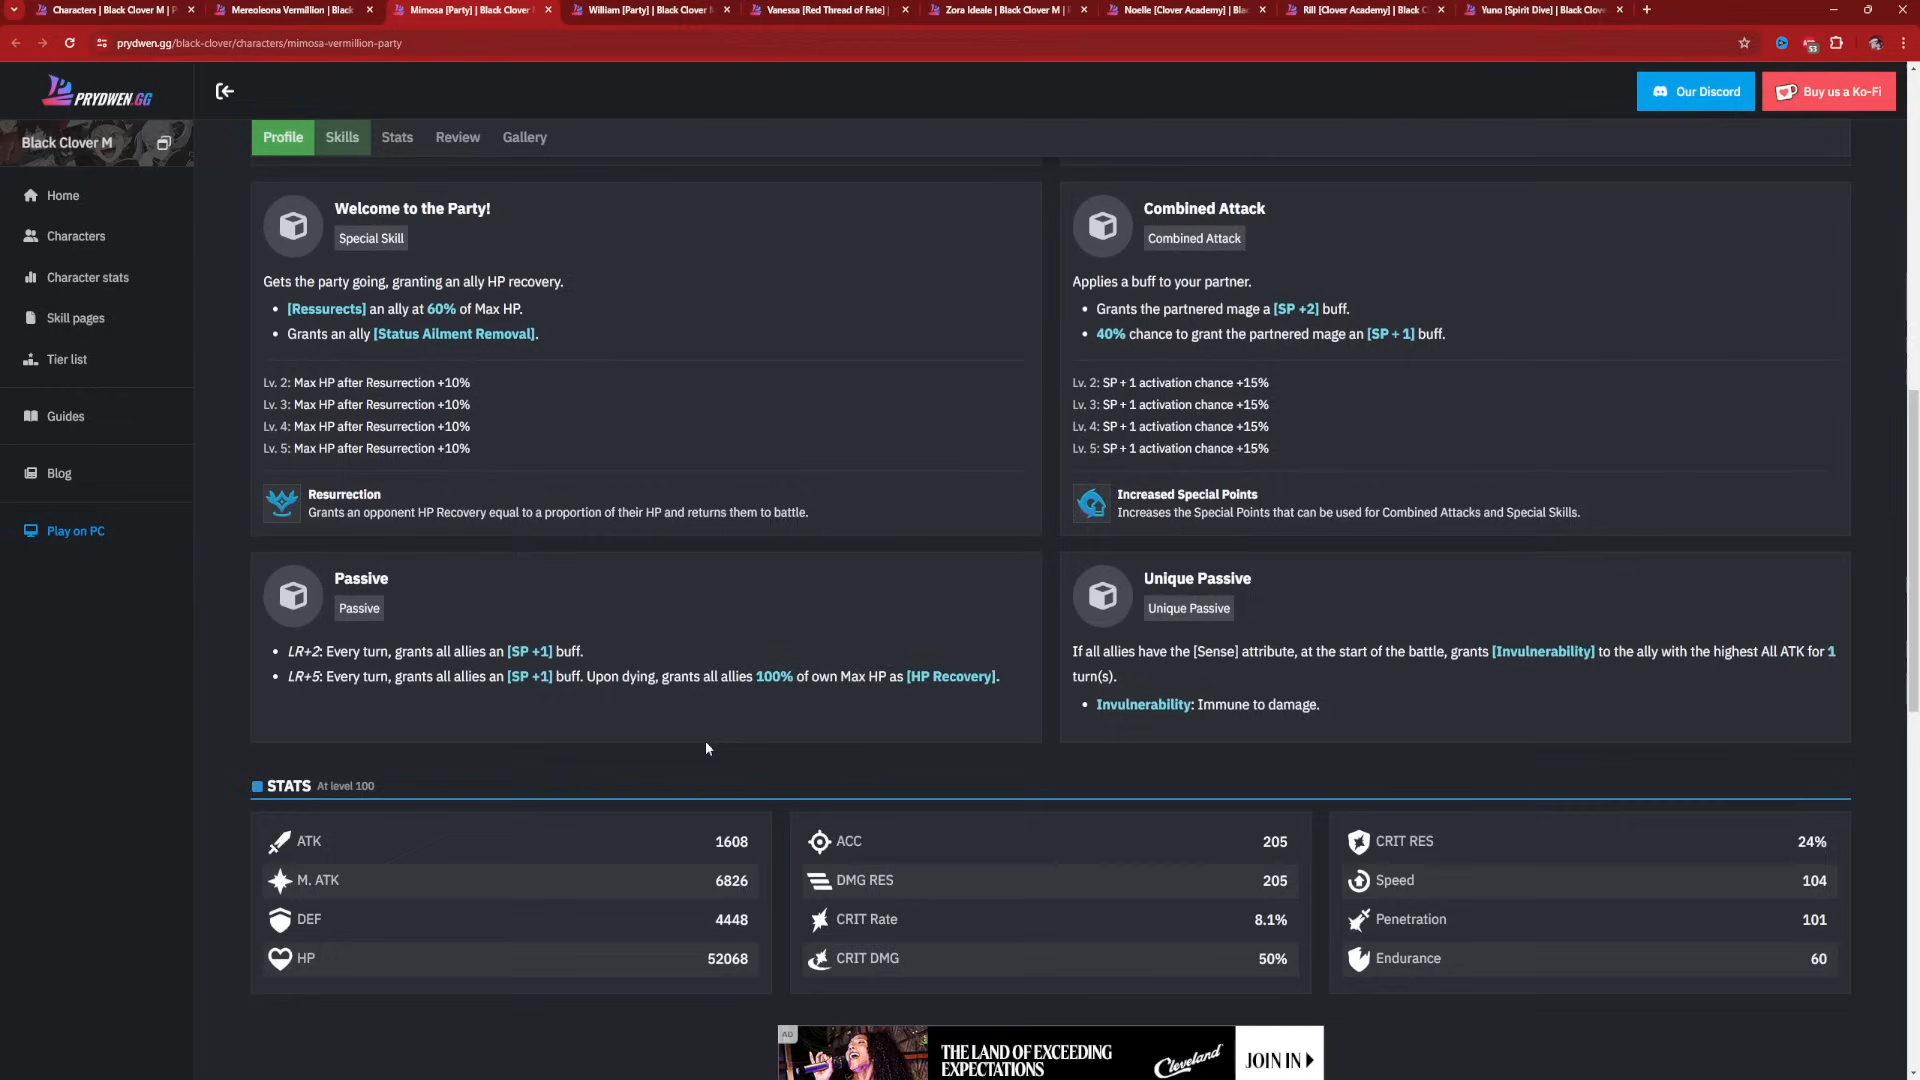 Characters | Black Clover M | P
Mereoleona Vermillion | Black
Mimosa [Party] | Black Clover
William [Party] | Black Clover
Vanessa [Red Thread of Fate] |
Zora Ideale | Black Clover M |
Noelle [Clover Academy] | Bla
Rill [Clover Academy] | Black C
Yuno [Spirit Dive] | Black Clove
prydwen.gg/black-clover/characters/mimosa-vermillion-party
53
PRYDWEN.GG
Our Discord
Buy us a Ko-Fi
Black Clover M
Profile
Skills
Stats
Review
Gallery
Home
Characters
Character stats
Skill pages
Tier list
Guides
Blog
Play on PC
Welcome to the Party!
Special Skill
Gets the party going, granting an ally HP recovery.
[Ressurects] an ally at 60% of Max HP.
Grants an ally [Status Ailment Removal].
Lv. 2: Max HP after Resurrection +10%
Lv. 3: Max HP after Resurrection +10%
Lv. 4: Max HP after Resurrection +10%
Lv. 5: Max HP after Resurrection +10%
Resurrection
Grants an opponent HP Recovery equal to a proportion of their HP and returns them to battle.
Combined Attack
Combined Attack
Applies a buff to your partner.
Grants the partnered mage a [SP +2] buff.
40% chance to grant the partnered mage an [SP + 1] buff.
Lv. 2: SP + 1 activation chance +15%
Lv. 3: SP + 1 activation chance +15%
Lv. 4: SP + 1 activation chance +15%
Lv. 5: SP + 1 activation chance +15%
Increased Special Points
Increases the Special Points that can be used for Combined Attacks and Special Skills.
Passive
Passive
LR+2: Every turn, grants all allies an [SP +1] buff.
LR+5: Every turn, grants all allies an [SP +1] buff. Upon dying, grants all allies 100% of own Max HP as [HP Recovery].
Unique Passive
Unique Passive
If all allies have the [Sense] attribute, at the start of the battle, grants [Invulnerability] to the ally with the highest All ATK for 1
turn(s).
Invulnerability: Immune to damage.
STATS At level 100
ATK 1608
M. ATK 6826
DEF 4448
HP 52068
ACC 205
DMG RES 205
CRIT Rate 8.1%
CRIT DMG 50%
CRIT RES 24%
Speed 104
Penetration 101
Endurance 60
AD
THE LAND OF EXCEEDING
EXPECTATIONS
Cleveland
JOIN IN